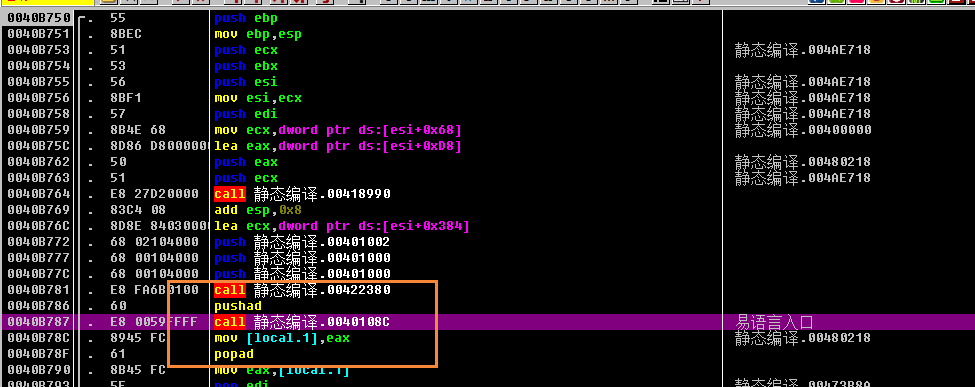 0040B750 . 55 push ebp
0040B751 . 8BEC mov ebp,esp
0040B753 . 51 push ecx 静态编译.004AE718
0040B754 . 53 push ebx
0040B755 . 56 push esi 静态编译.004AE718
0040B756 . 8BF1 mov esi,ecx 静态编译.004AE718
0040B758 . 57 push edi 静态编译.004AE718
0040B759 . 8B4E 68 mov ecx,dword ptr ds:[esi+0x68] 静态编译.00400000
0040B75C . 8D86 D8000000 lea eax,dword ptr ds:[esi+0xD8]
0040B762 . 50 push eax 静态编译.00480218
0040B763 . 51 push ecx 静态编译.004AE718
0040B764 . E8 27D20000 call 静态编译.00418990
0040B769 . 83C4 08 add esp,0x8
0040B76C . 8D8E 84030000 lea ecx,dword ptr ds:[esi+0x384]
0040B772 . 68 02104000 push 静态编译.00401002
0040B777 . 68 00104000 push 静态编译.00401000
0040B77C . 68 00104000 push 静态编译.00401000
0040B781 . E8 FA6B0100 call 静态编译.00422380
0040B786 . 60 pushad
0040B787 . E8 0059FFFF call 静态编译.0040108C 易语言入口
0040B78C . 8945 FC mov [local.1],eax 静态编译.00480218
0040B78F . 61 popad
0040B790 . 8B45 FC mov eax,[local.1]
0040B793 . 5F pop edi 静态编译.00473B8A